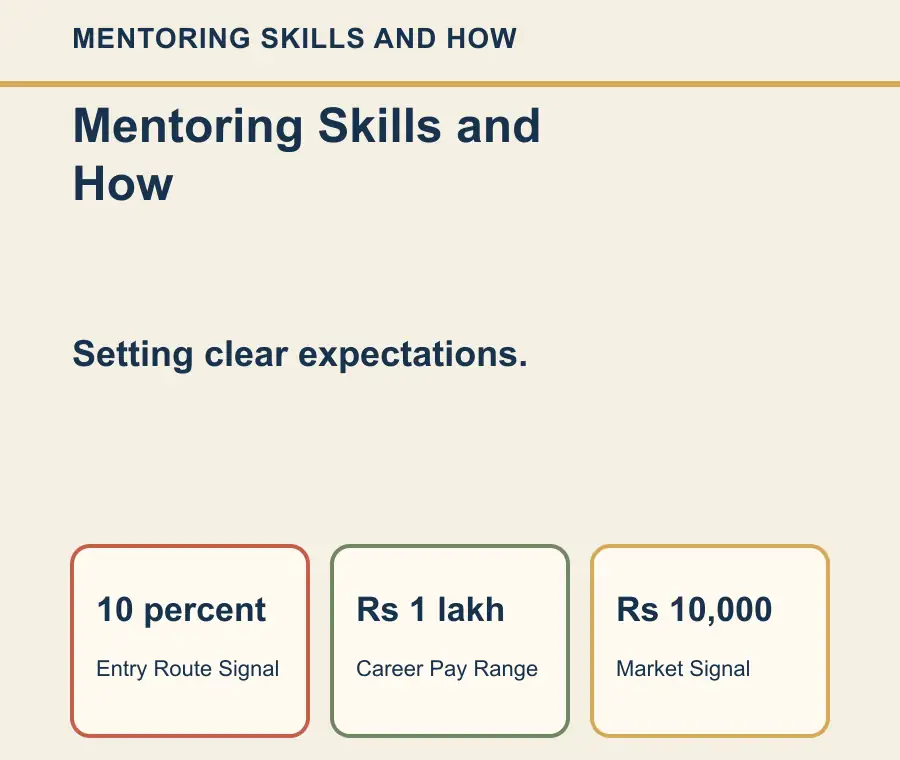 MENTORING SKILLS AND HOW
Mentoring Skills and
How
Setting clear expectations.
10 percent
Entry Route Signal
Rs 1 lakh
Career Pay Range
Rs 10,000
Market Signal